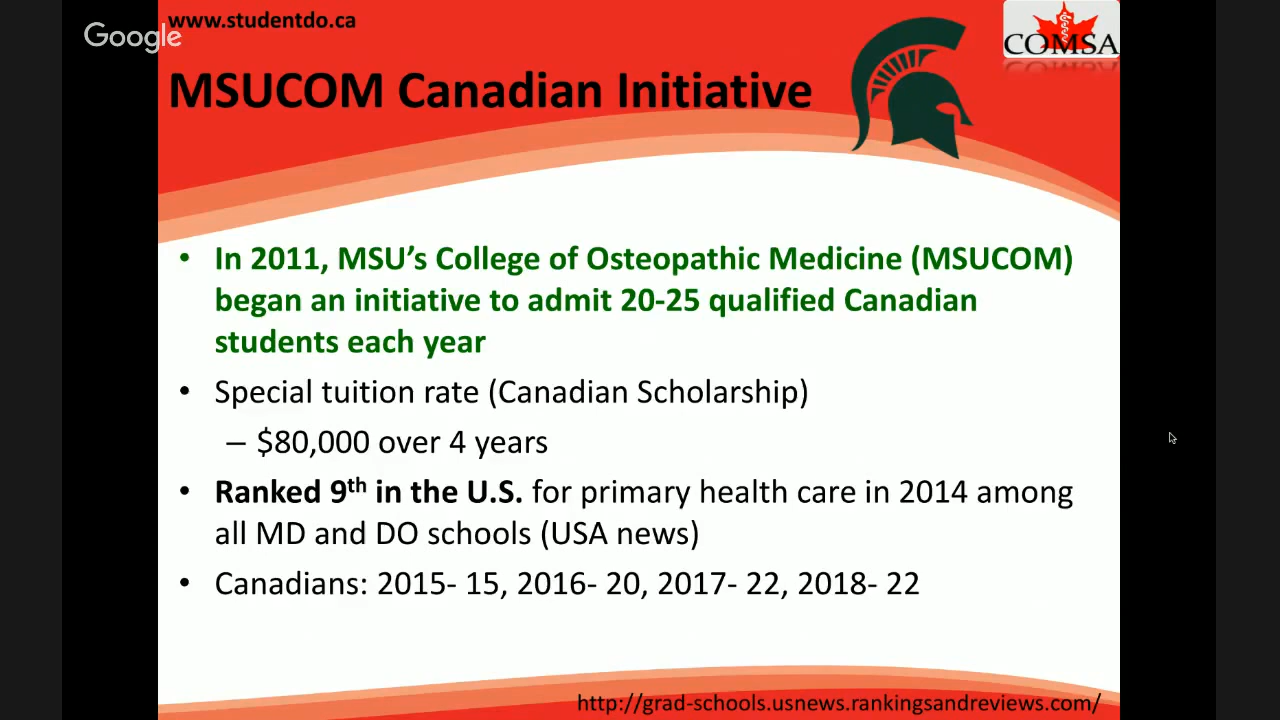 www.studentdo.ca
Google
COMSA
MSUCOM Canadian Initiative
• In 2011, MSU’s College of Osteopathic Medicine (MSUCOM)
began an initiative to admit 20-25 qualified Canadian
students each year
• Special tuition rate (Canadian Scholarship)
– $80,000 over 4 years
• Ranked 9th in the U.S. for primary health care in 2014 among
all MD and DO schools (USA news)
• Canadians: 2015- 15, 2016- 20, 2017- 22, 2018- 22
http://grad-schools.usnews.rankingsandreviews.com/